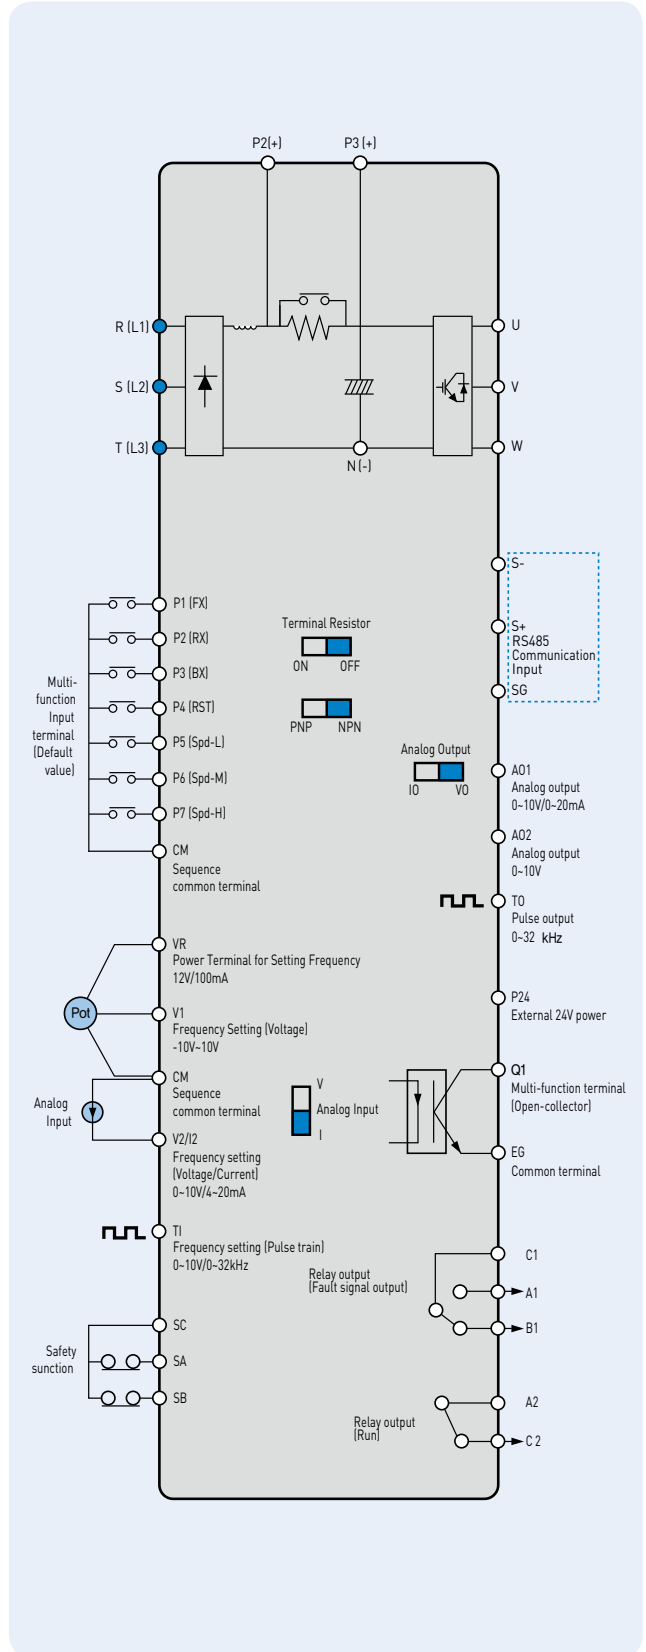 P2(+)
P3 (+)
R (L1)
S (L2)
T (L3)
U
V
W
N (-)
S-
S+
RS485
Communication
Input
SG
Multi-
function
Input
terminal
(Default
value)
P1 (FX)
P2 (RX)
P3 (BX)
P4 (RST)
P5 (Spd-L)
P6 (Spd-M)
P7 (Spd-H)
CM
Sequence
common terminal
Terminal Resistor
ON OFF
PNP NPN
Analog Output
IO VO
AO1
Analog output
0~10V/0~20mA
AO2
Analog output
0~10V
TO
Pulse output
0~32 kHz
VR
Power Terminal for Setting Frequency
12V/100mA
Pot
V1
Frequency Setting (Voltage)
-10V~10V
CM
Sequence
common terminal
Analog
Input
V2/I2
Frequency setting
(Voltage/Current)
0~10V/4~20mA
V
Analog Input
I
P24
External 24V power
Q1
Multi-function terminal
(Open-collector)
EG
Common terminal
TI
Frequency setting (Pulse train)
0~10V/0~32kHz
Relay output
(Fault signal output)
C1
A1
B1
Safety
sunction
SC
SA
SB
Relay output
(Run)
A2
C 2